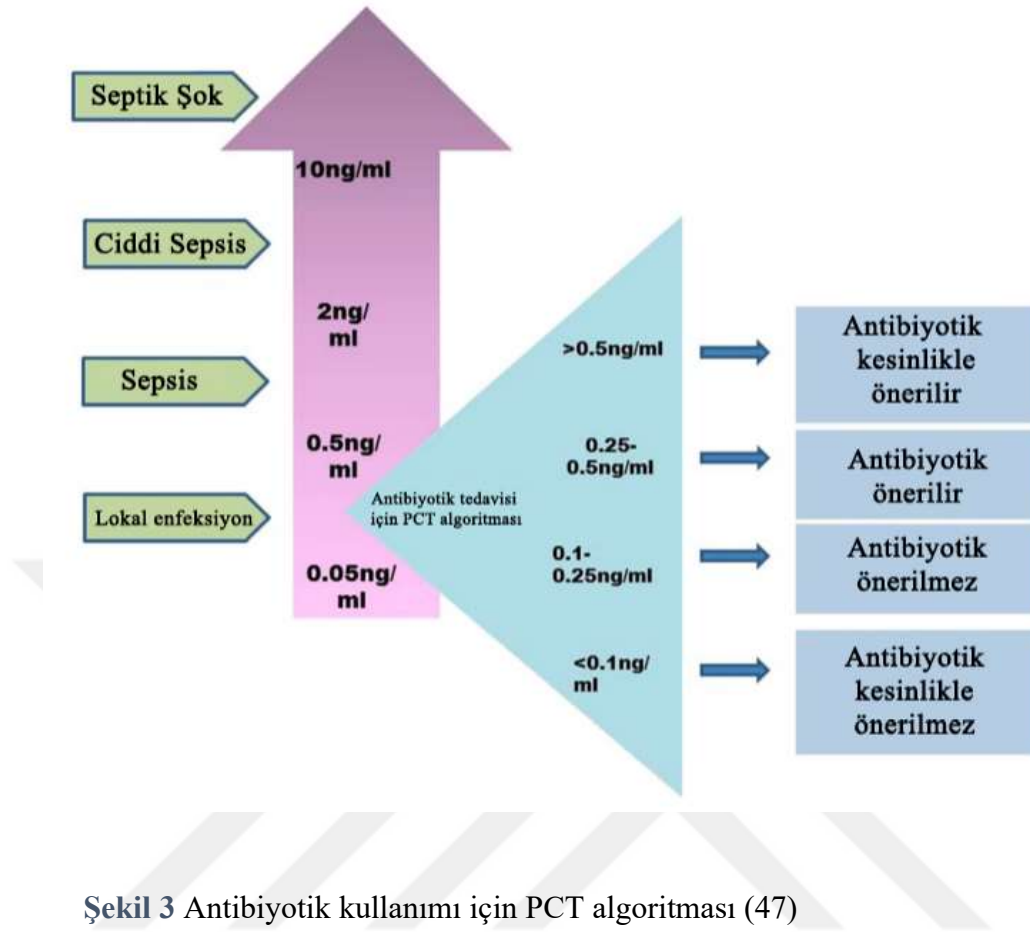 Septik Şok
10ng/ml
Ciddi Sepsis
2ng/
ml
Sepsis
0.5ng/
ml
Lokal enfeksiyon
0.05ng/
ml
Antibiyotik tedavisi
için PCT algoritması
>0.5ng/ml
Antibiyotik
kesinlikle
önerilir
0.25-
0.5ng/ml
Antibiyotik
önerilir
0.1-
0.25ng/ml
Antibiyotik
önerilmez
<0.1ng/
ml
Antibiyotik
kesinlikle
önerilmez
Şekil 3 Antibiyotik kullanımı için PCT algoritması (47)